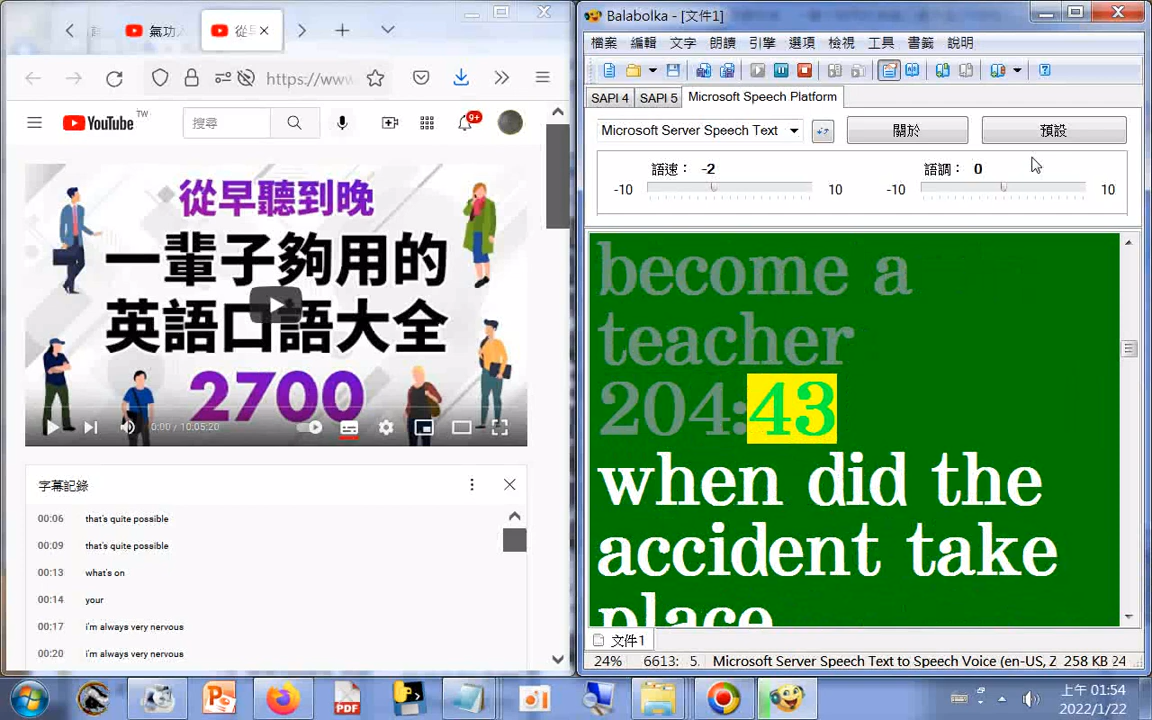 氣功
從
https://www
YouTube TW
搜尋
9+
從早聽到晚
一輩子夠用的
英語口語大全
2700
0:00 / 10:05:20
字幕記錄
00:06 that's quite possible
00:09 that's quite possible
00:13 what's on
00:14 your
00:17 i'm always very nervous
00:20 i'm always very nervous
Balabolka - [文件1]
檔案 編輯 文字 朗讀 引擎 選項 檢視 工具 書籤 說明
SAPI 4 SAPI 5 Microsoft Speech Platform
Microsoft Server Speech Text
關於
預設
語速： -2
語調： 0
-10 10 -10 10
become a
teacher
204:43
when did the
accident take
place
文件1
24% 6613: 5. Microsoft Server Speech Text to Speech Voice (en-US, Z 258 KB 24
PDF
上午 01:54
2022/1/22